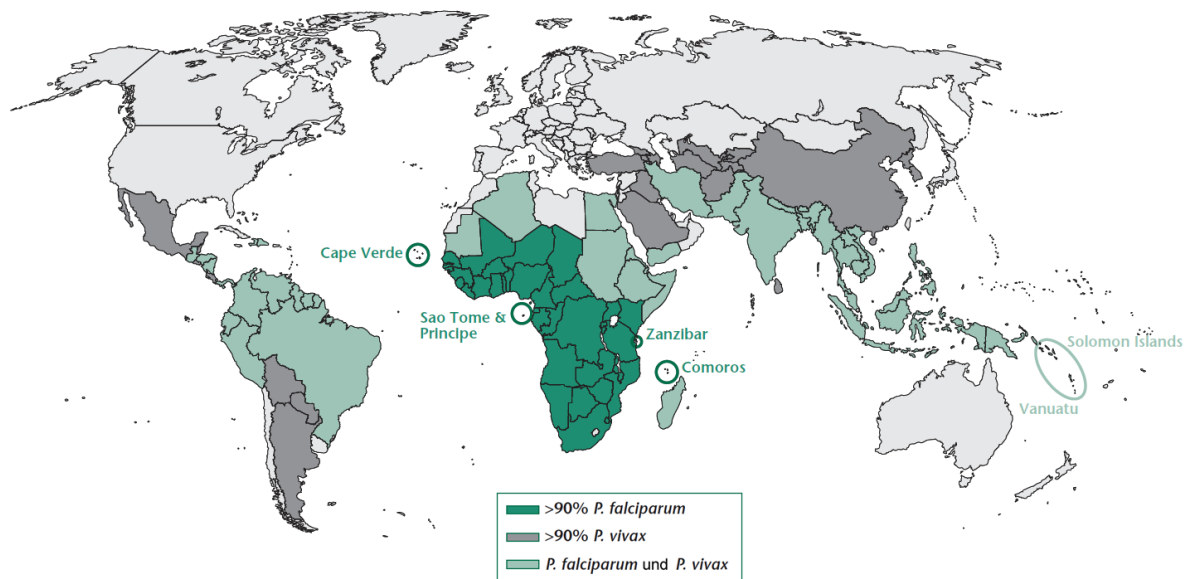 Cape Verde
Sao Tome &
Principe
Zanzibar
Comoros
Solomon Islands
Vanuatu
>90% P. falciparum
>90% P. vivax
P. falciparum und P. vivax